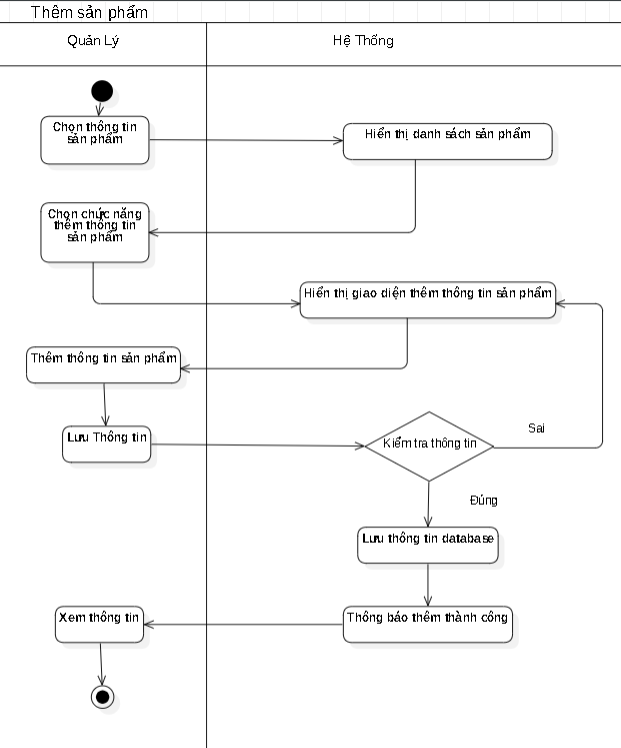 Thêm sản phẩm
Quản Lý
Hệ Thống
Chọn thông tin
sản phẩm
Hiển thị danh sách sản phẩm
Chọn chức năng
thêm thông tin
sản phẩm
Hiển thị giao diện thêm thông tin sản phẩm
Thêm thông tin sản phẩm
Lưu Thông tin
Kiểm tra thông tin
Sai
Đúng
Lưu thông tin database
Xem thông tin
Thông báo thêm thành công